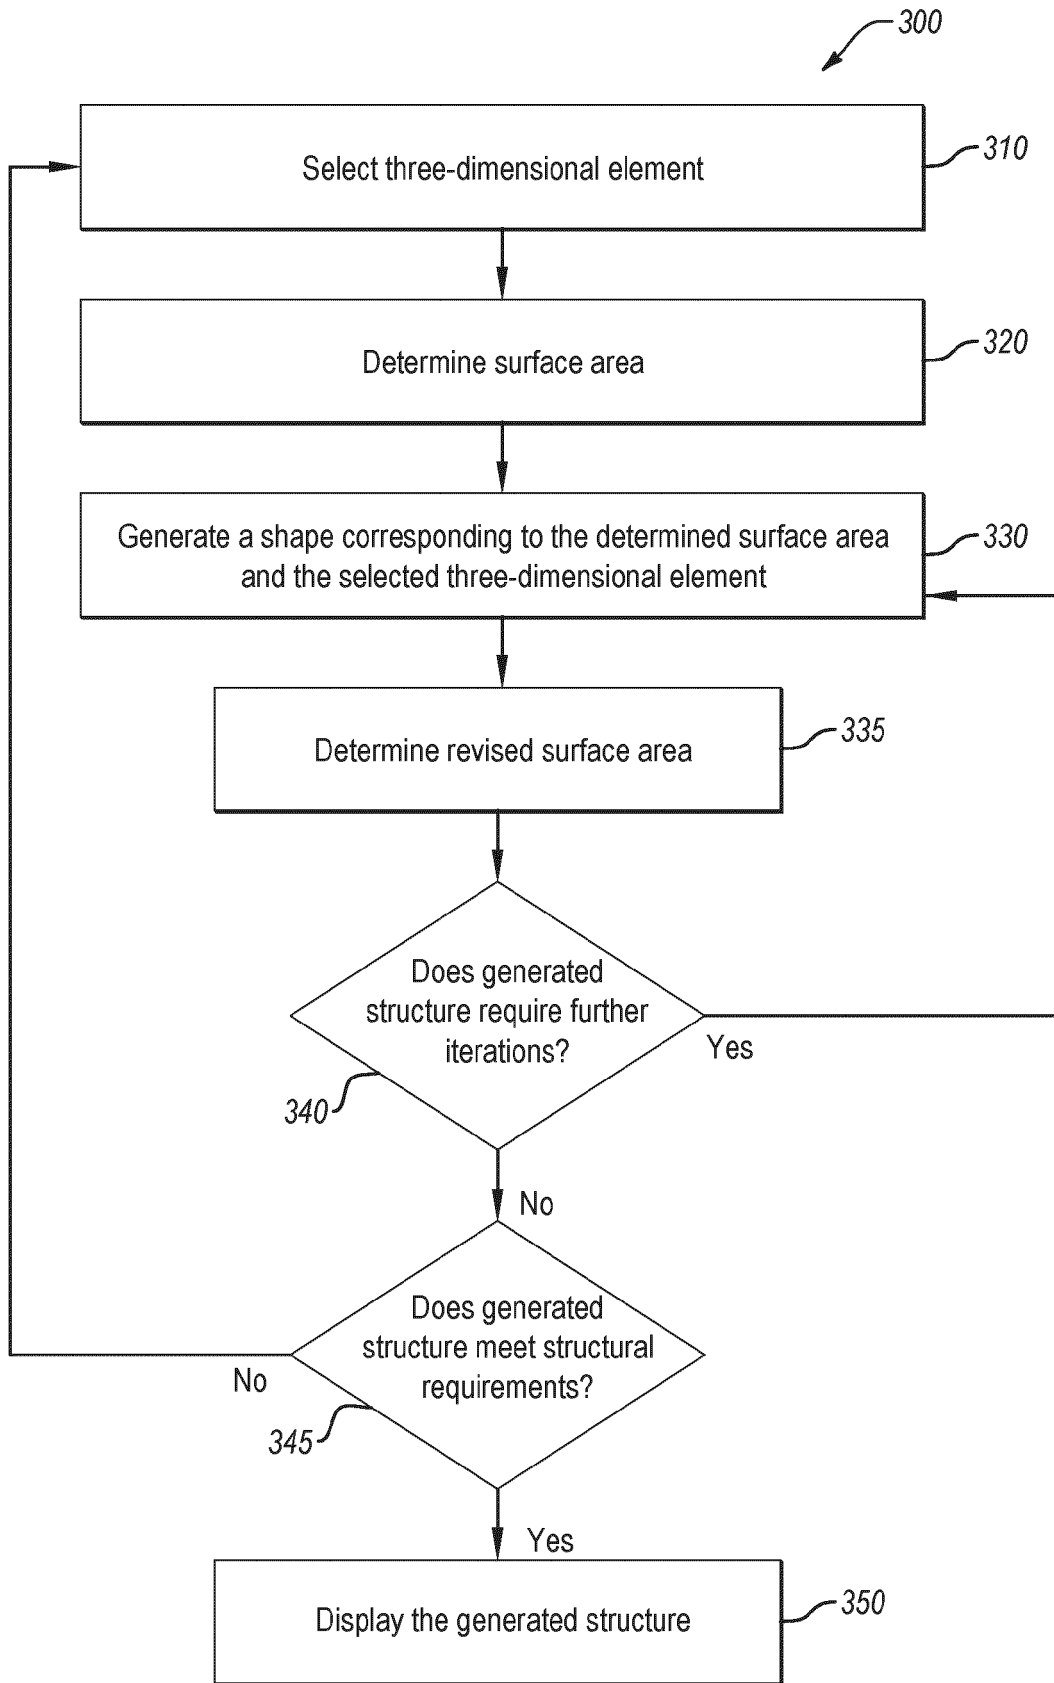 300
Select three-dimensional element
310
Determine surface area
320
Generate a shape corresponding to the determined surface area
and the selected three-dimensional element
330
Determine revised surface area
335
Does generated
structure require further
iterations?
Yes
340
No
Does generated
structure meet structural
requirements?
No
345
Yes
Display the generated structure
350